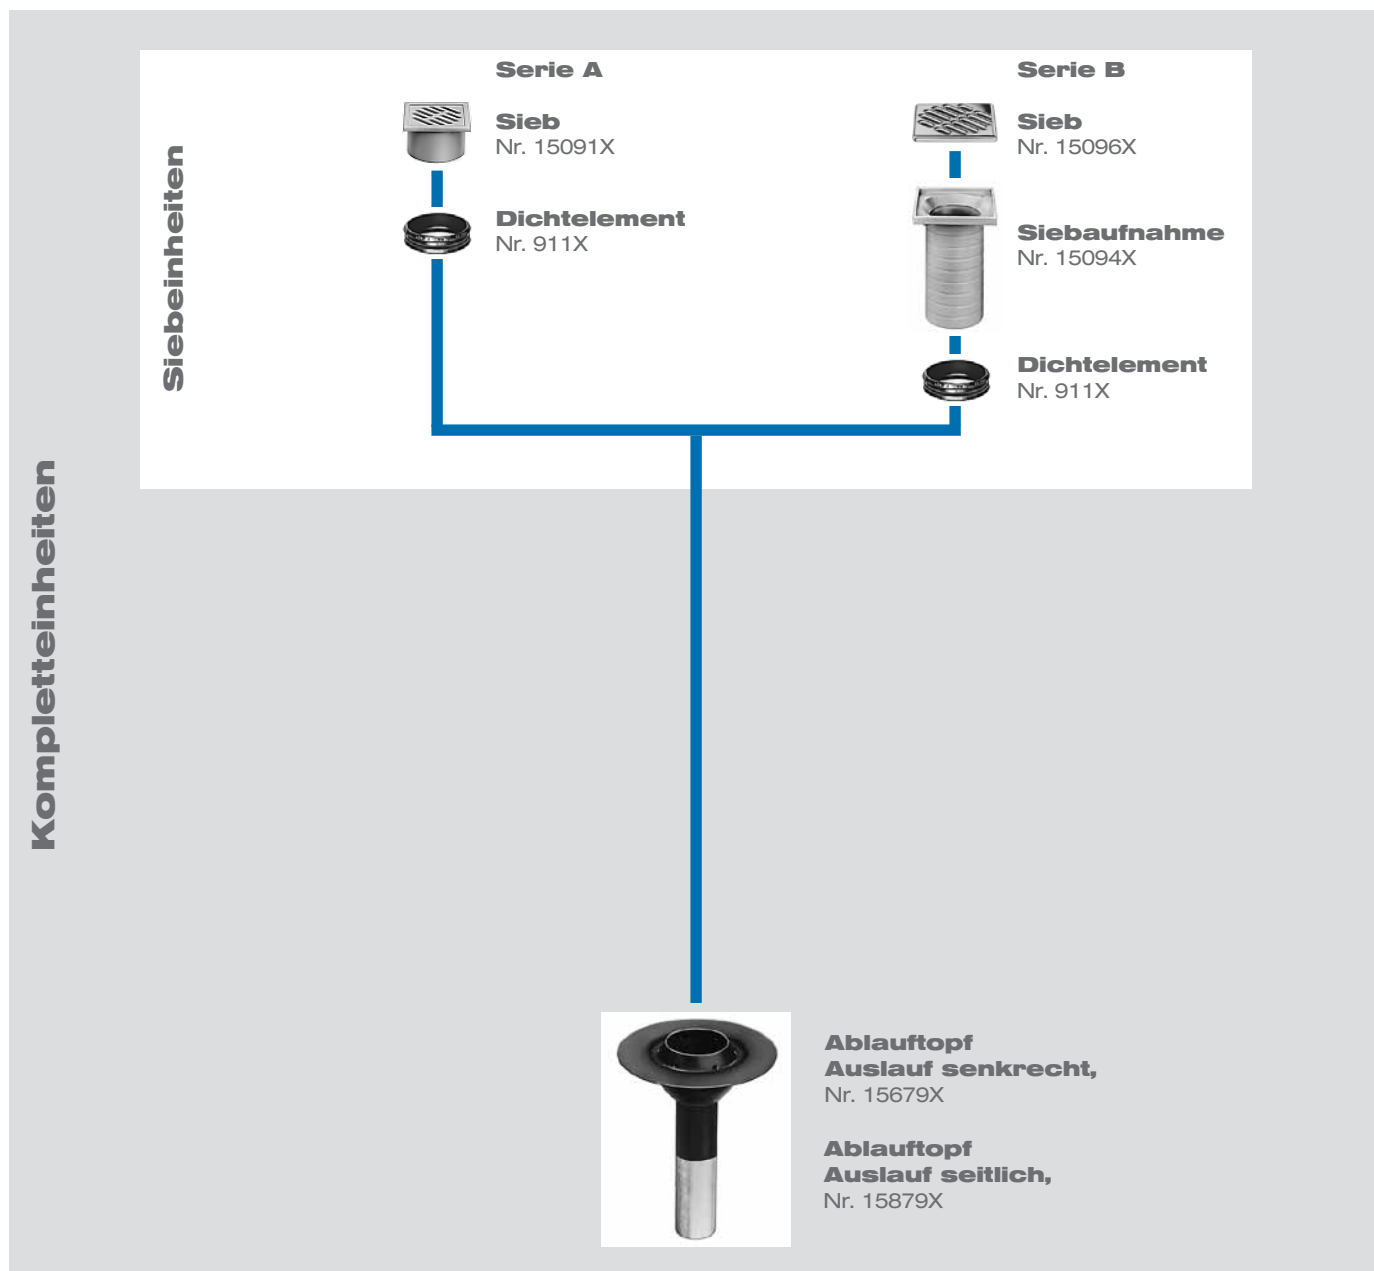 Kompletteinheiten
Siebeinheiten
Serie A
Sieb
Nr. 15091X
Dichtelement
Nr. 911X
Serie B
Sieb
Nr. 15096X
Siebaufnahme
Nr. 15094X
Dichtelement
Nr. 911X
Ablauftopf
Auslauf senkrecht,
Nr. 15679X
Ablauftopf
Auslauf seitlich,
Nr. 15879X